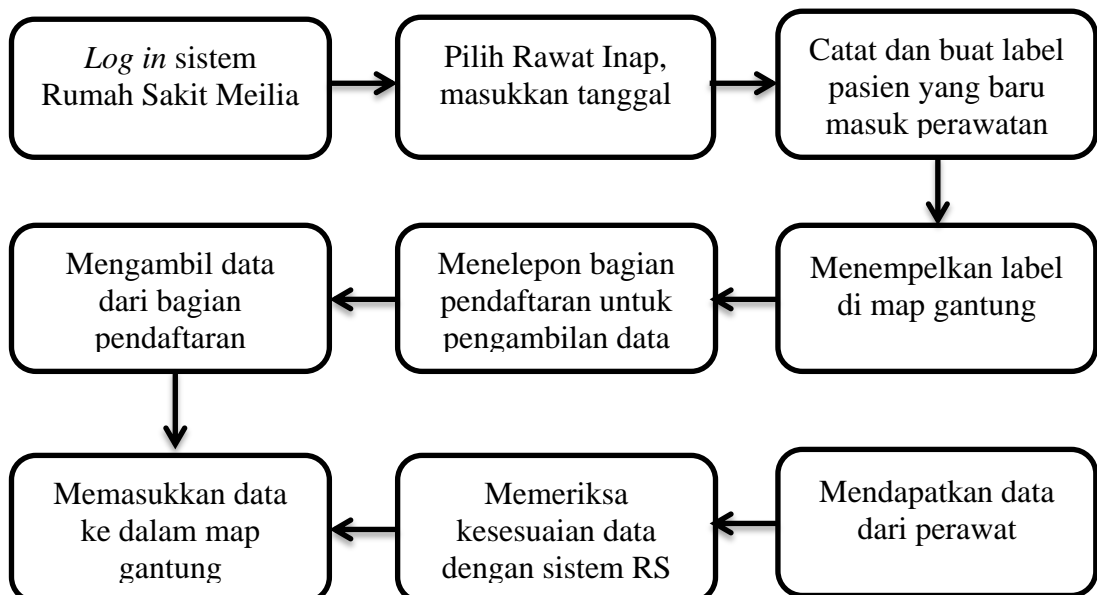 Log in sistem
Rumah Sakit Meilia
Pilih Rawat Inap,
masukkan tanggal
Catat dan buat label
pasien yang baru
masuk perawatan
Menempelkan label
di map gantung
Menelepon bagian
pendaftaran untuk
pengambilan data
Mengambil data
dari bagian
pendaftaran
Memasukkan data
ke dalam map
gantung
Memeriksa
kesesuaian data
dengan sistem RS
Mendapatkan data
dari perawat